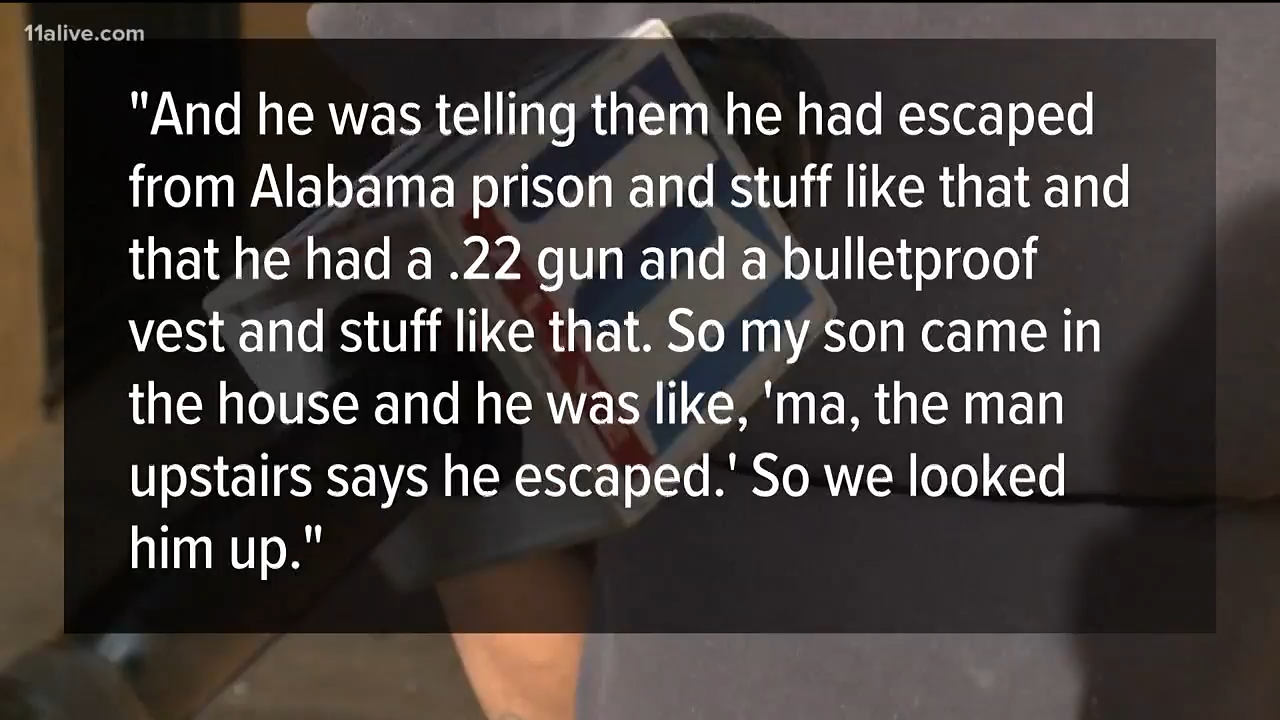 11alive.com
"And he was telling them he had escaped
from Alabama prison and stuff like that and
that he had a .22 gun and a bulletproof
vest and stuff like that. So my son came in
the house and he was like, 'ma, the man
upstairs says he escaped.' So we looked
him up."